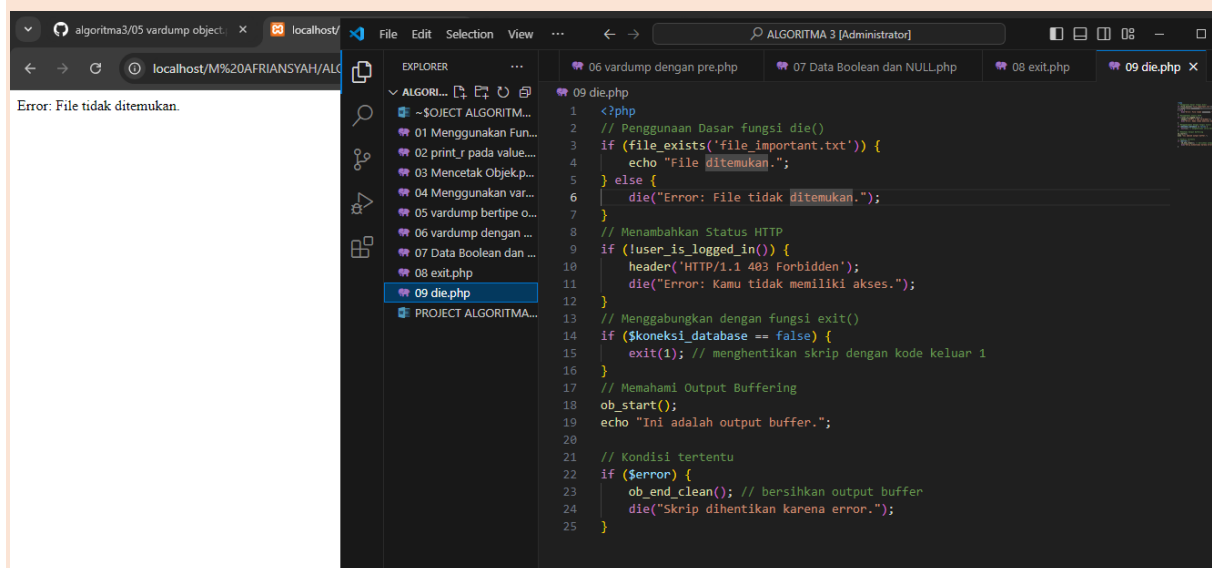 algoritma3/05 vardump object.
localhost/
localhost/M%20AFRIANSYAH/ALG
Error: File tidak ditemukan.
File Edit Selection View ...
ALGORITMA 3 [Administrator]
EXPLORER ...
ALGORI...
~$OJECT ALGORITM...
01 Menggunakan Fun...
02 print_r pada value....
03 Mencetak Objek.p...
04 Menggunakan var...
05 vardump bertipe o...
06 vardump dengan ...
07 Data Boolean dan ...
08 exit.php
09 die.php
PROJECT ALGORITMA...
06 vardump dengan pre.php
07 Data Boolean dan NULL.php
08 exit.php
09 die.php
09 die.php
1 <?php
2 // Penggunaan Dasar fungsi die()
3 if (file_exists('file_important.txt')) {
4 echo "File ditemukan.";
5 } else {
6 die("Error: File tidak ditemukan.");
7 }
8 // Menambahkan Status HTTP
9 if (!user_is_logged_in()) {
10 header('HTTP/1.1 403 Forbidden');
11 die("Error: Kamu tidak memiliki akses.");
12 }
13 // Menggabungkan dengan fungsi exit()
14 if ($koneksi_database == false) {
15 exit(1); // menghentikan skrip dengan kode keluar 1
16 }
17 // Memahami Output Buffering
18 ob_start();
19 echo "Ini adalah output buffer.";
20
21 // Kondisi tertentu
22 if ($error) {
23 ob_end_clean(); // bersihkan output buffer
24 die("Skrip dihentikan karena error.");
25 }